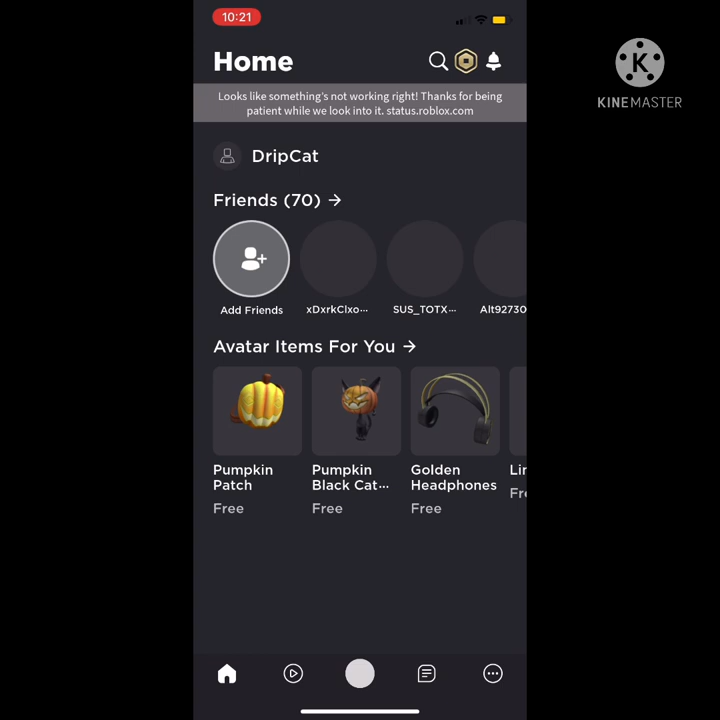 10:21
Home
KINEMASTER
Looks like something's not working right! Thanks for being
patient while we look into it. status.roblox.com
DripCat
Friends (70) →
Add Friends
xDxrkClxo...
SUS_TOTX...
Alt92730
Avatar Items For You →
Pumpkin
Patch
Free
Pumpkin
Black Cat...
Free
Golden
Headphones
Free
Lin
Fre